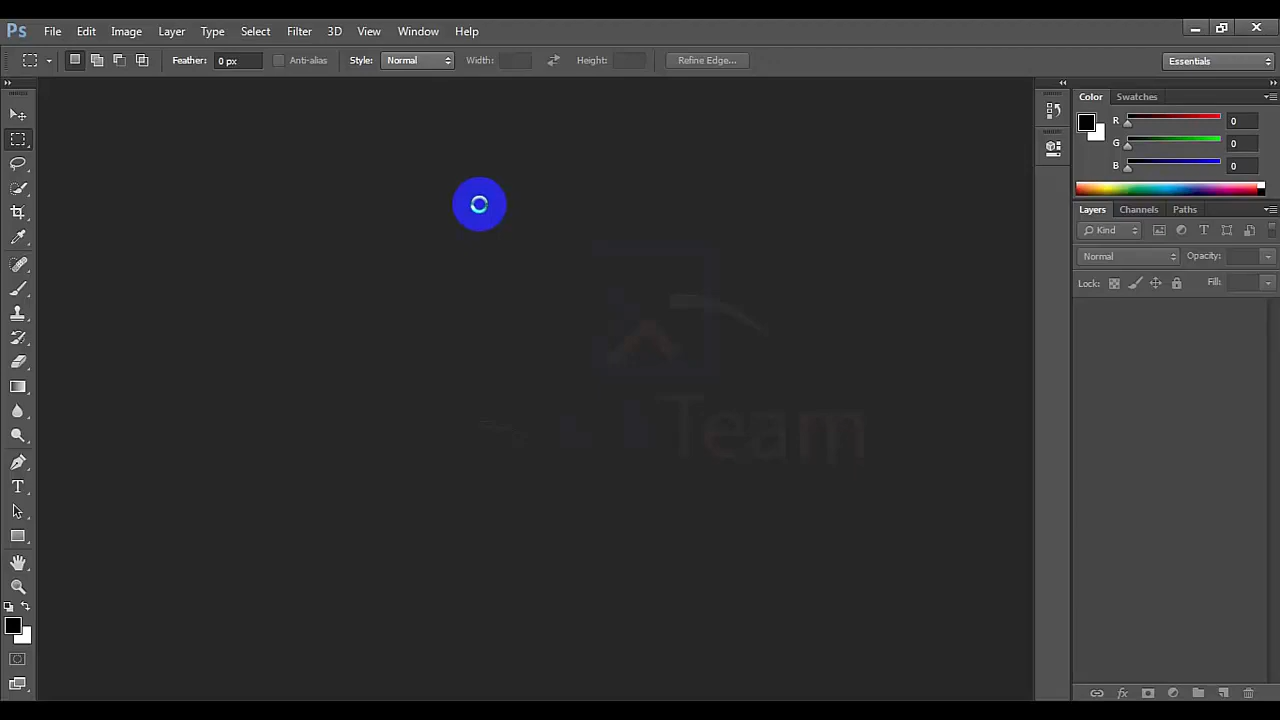 Ps File Edit Image Layer Type Select Filter 3D View Window Help
Feather: 0 px Anti-alias Style: Normal Width: Height: Refine Edge... Essentials
Color Swatches
R 0
G 0
B 0
Layers Channels Paths
Kind T
Normal Opacity:
Lock: Fill:
Team
T